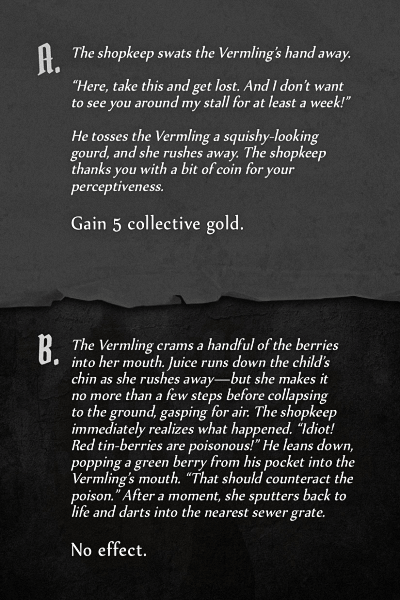 A. The shopkeep swats the Vermling's hand away.
"Here, take this and get lost. And I don't want
to see you around my stall for at least a week!"
He tosses the Vermling a squishy-looking
gourd, and she rushes away. The shopkeep
thanks you with a bit of coin for your
perceptiveness.
Gain 5 collective gold.
B. The Vermling crams a handful of the berries
into her mouth. Juice runs down the child's
chin as she rushes away—but she makes it
no more than a few steps before collapsing
to the ground, gasping for air. The shopkeep
immediately realizes what happened. "Idiot!
Red tin-berries are poisonous!" He leans down,
popping a green berry from his pocket into the
Vermling's mouth. "That should counteract the
poison." After a moment, she sputters back to
life and darts into the nearest sewer grate.
No effect.